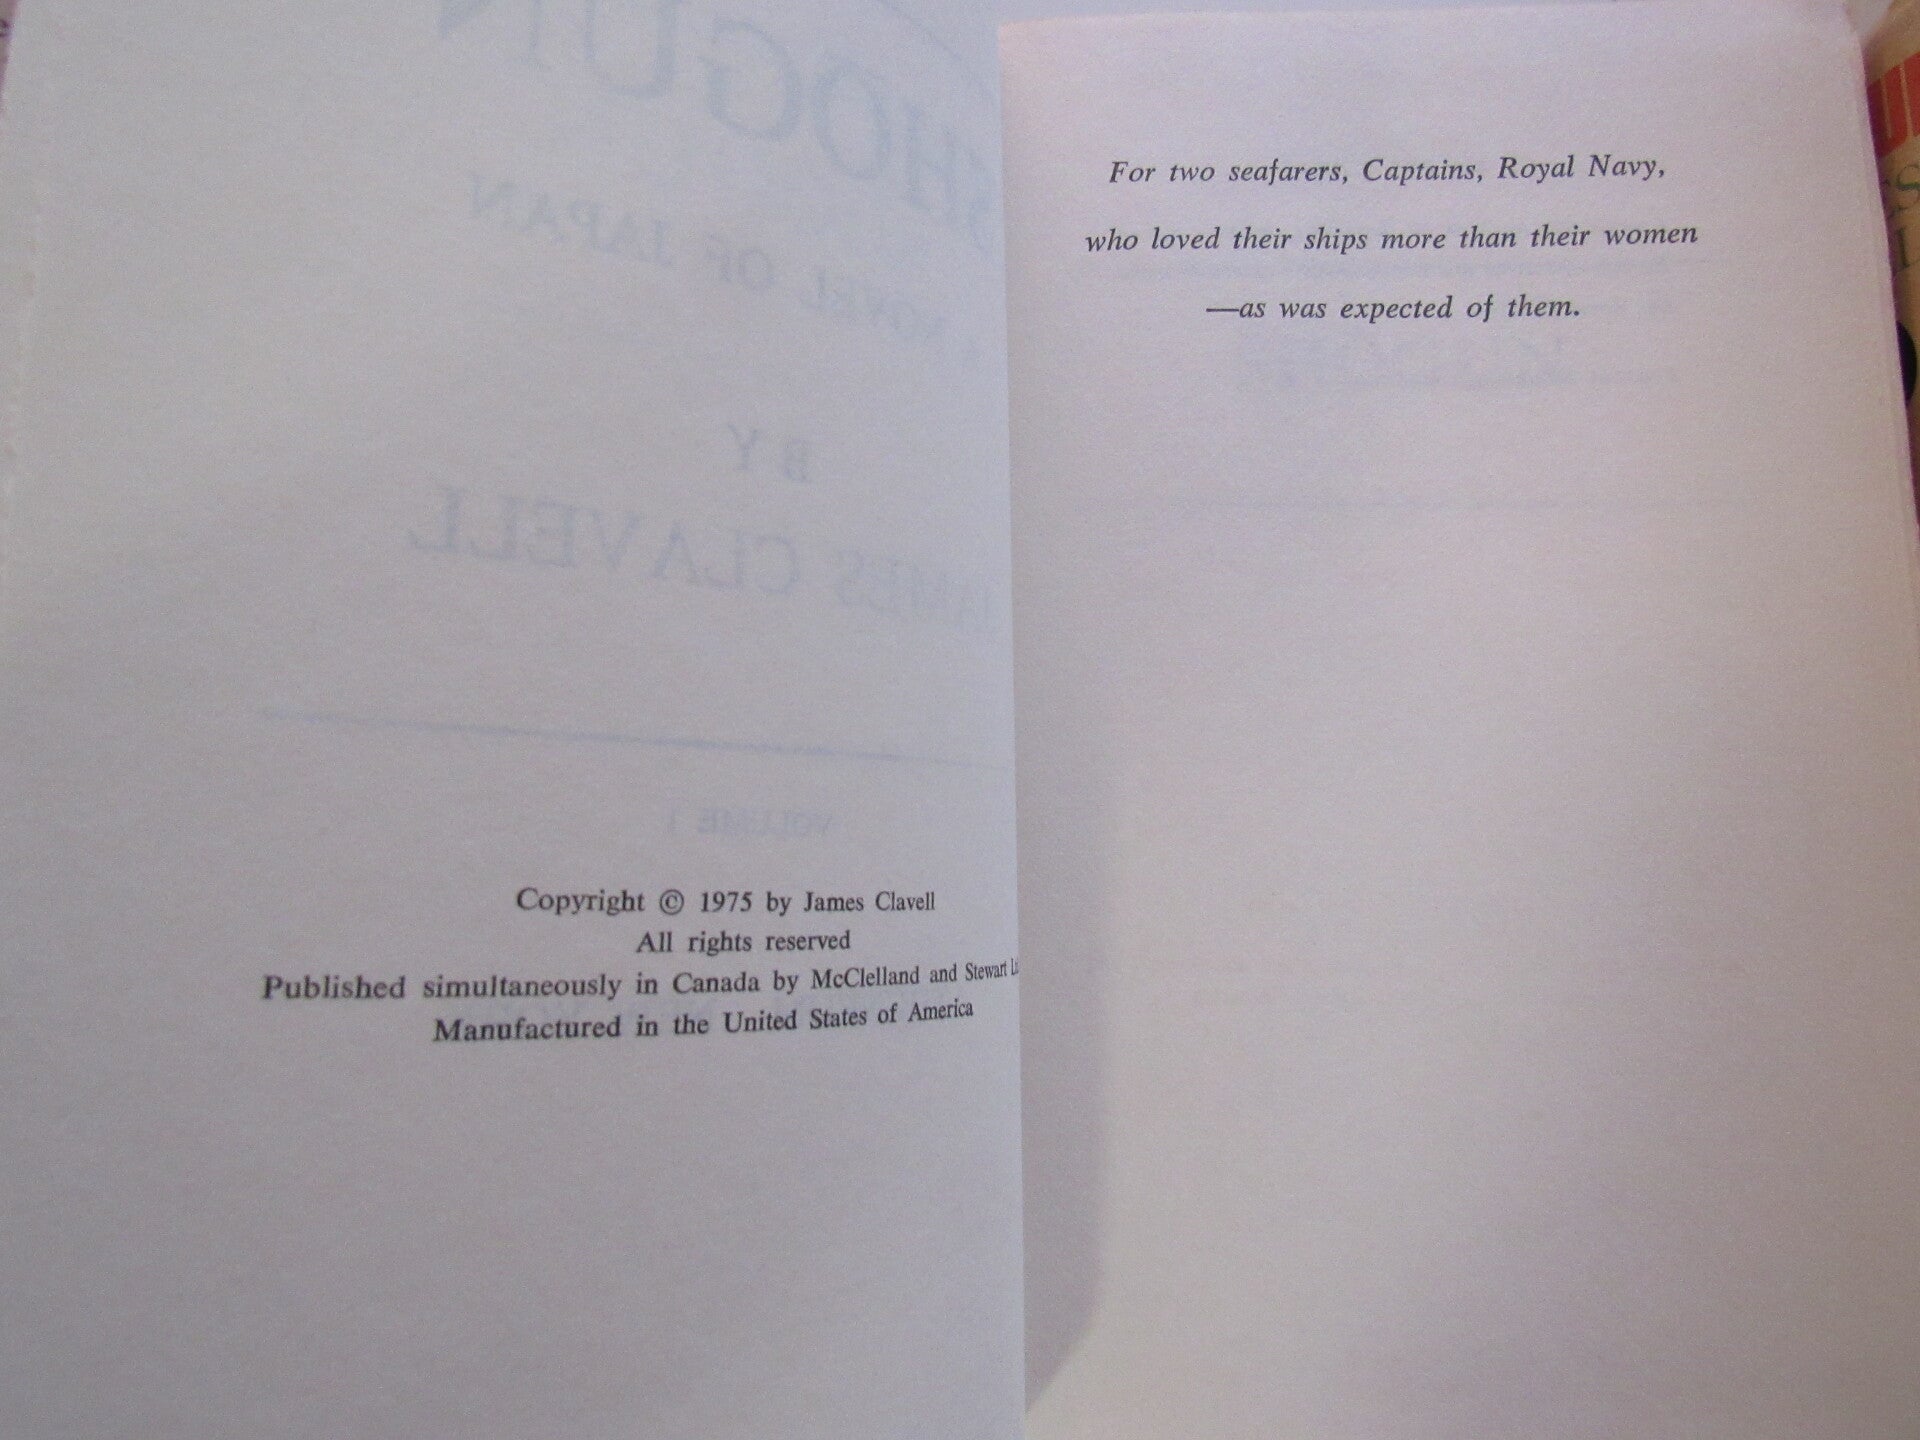 Copyright © 1975 by James Clavell
All rights reserved
Published simultaneously in Canada by McClelland and Stewart
Manufactured in the United States of America
For two seafarers, Captains, Royal Navy,
who loved their ships more than their women
—as was expected of them.